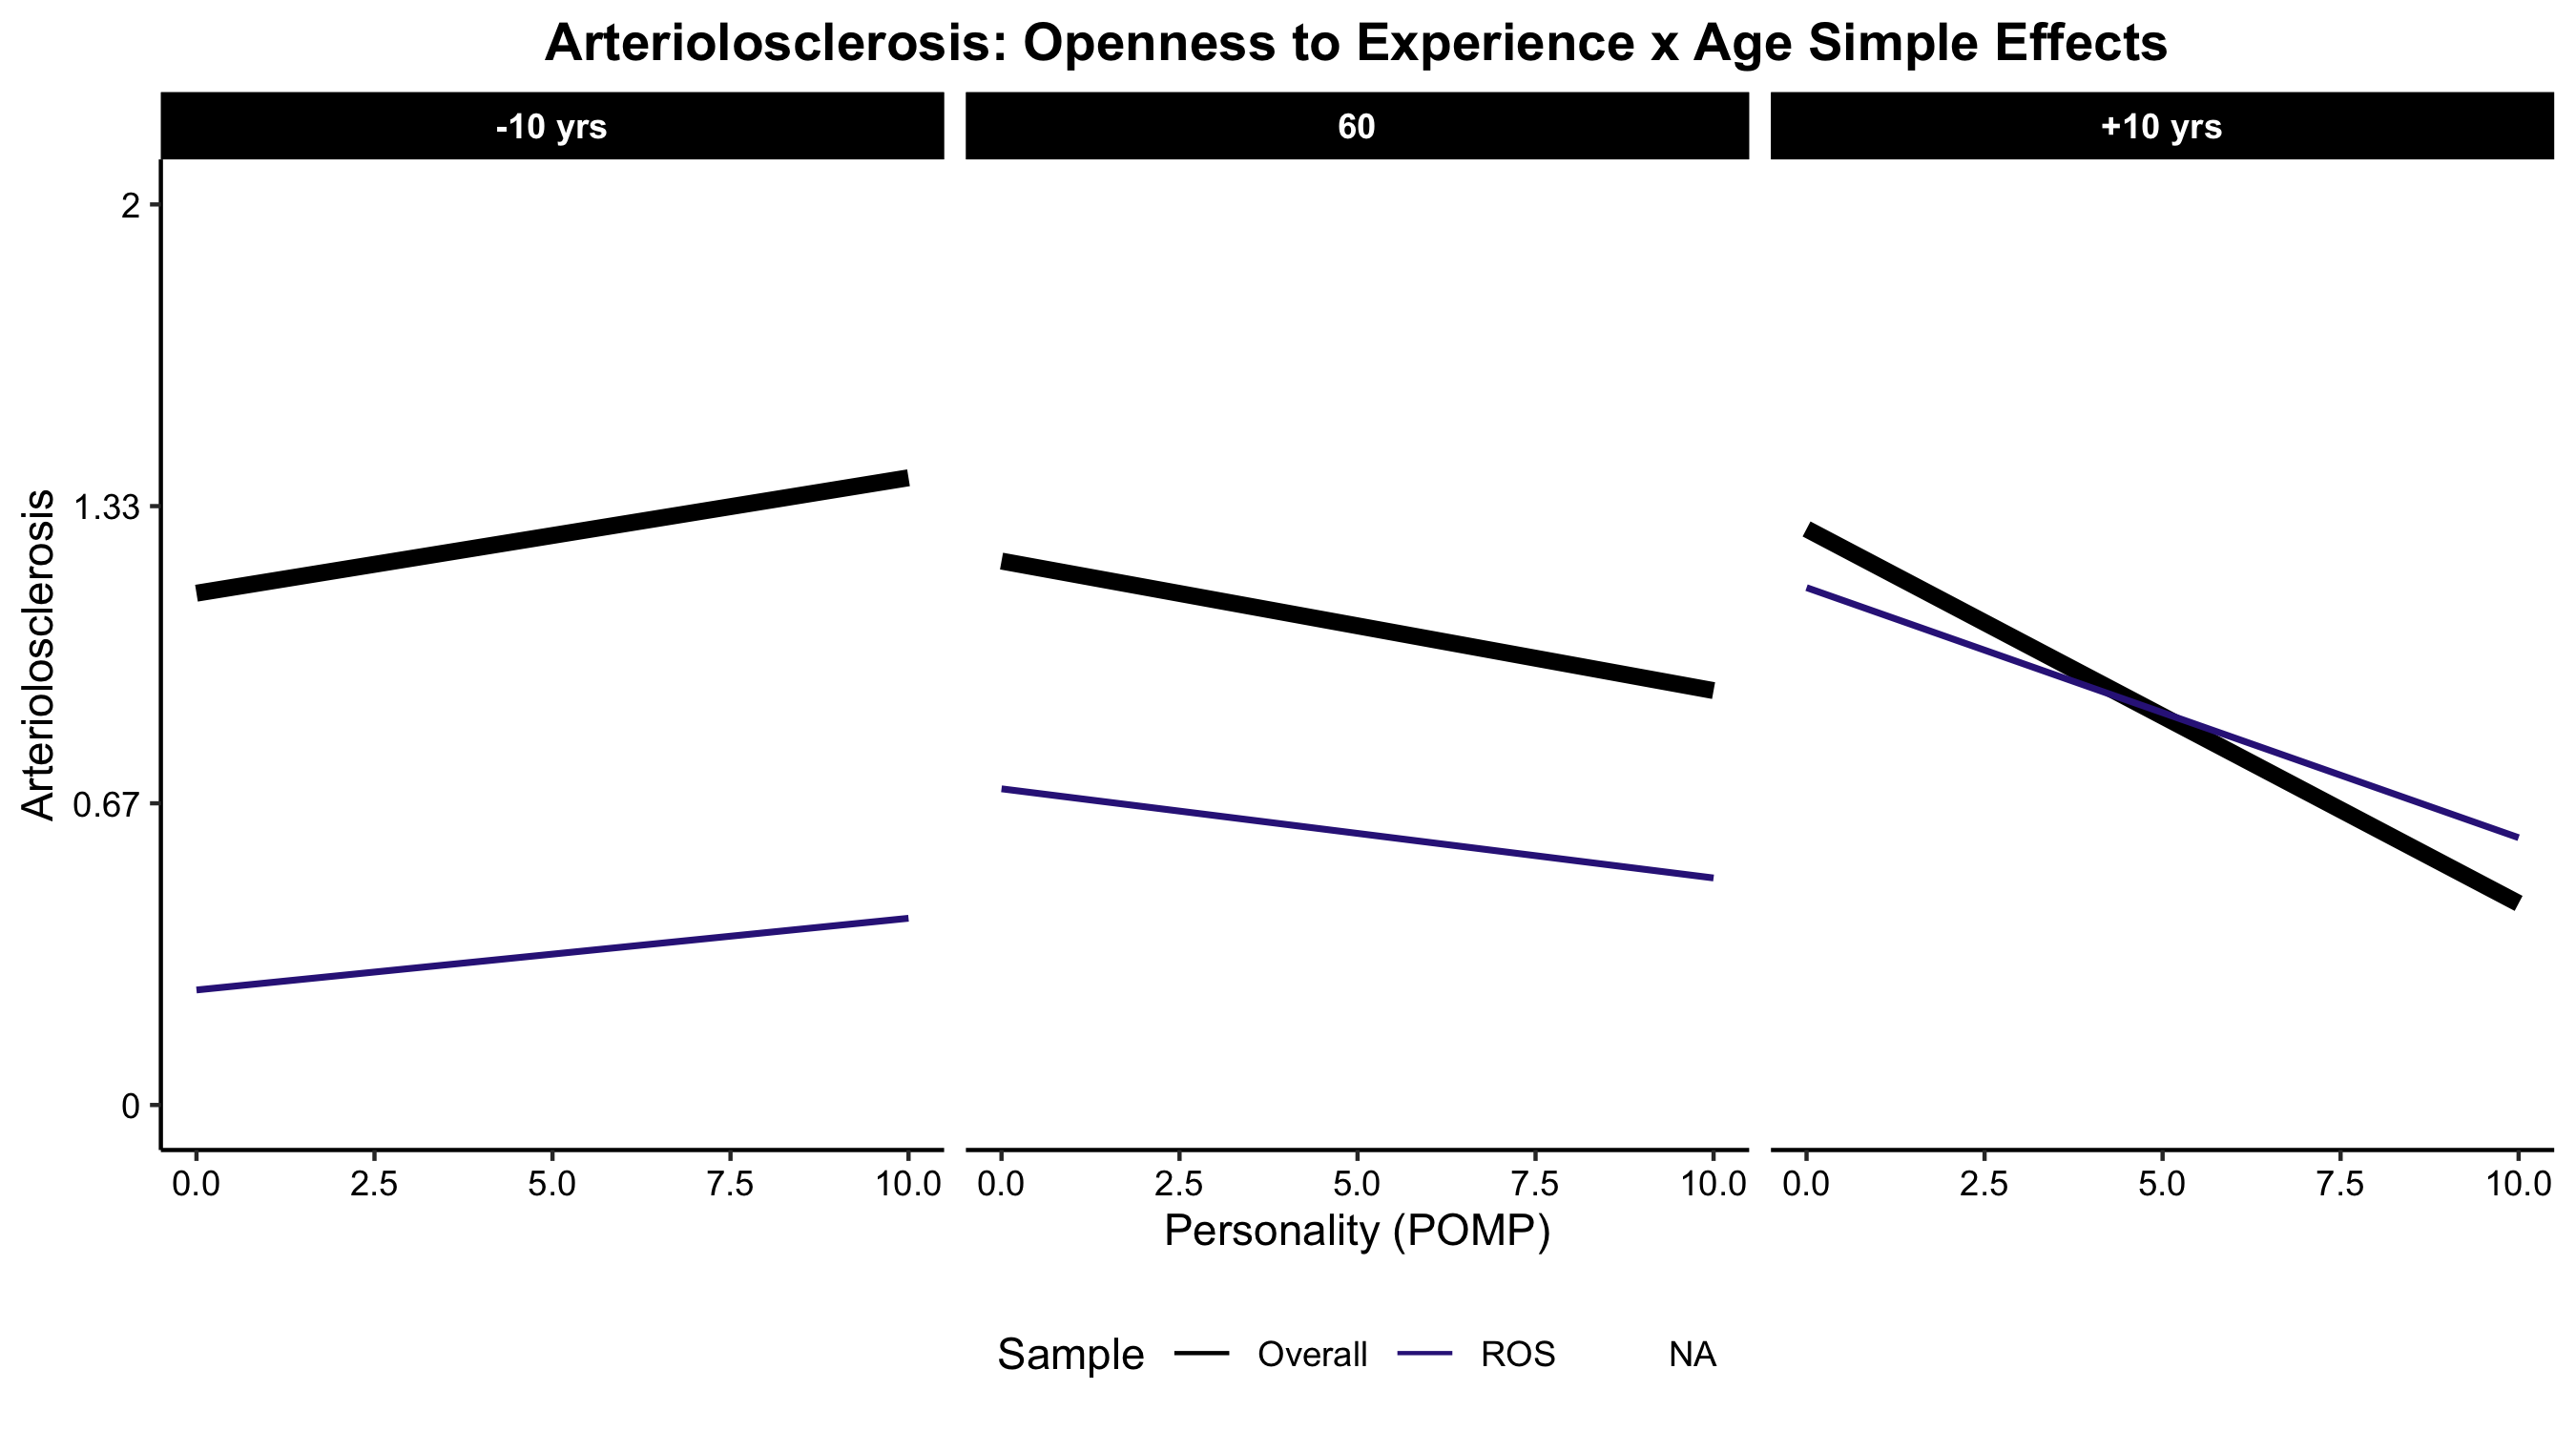 Arteriolosclerosis: Openness to Experience x Age Simple Effects
-10 yrs
60
+10 yrs
Arteriolosclerosis
2
1.33
0.67
0
0.0 2.5 5.0 7.5 10.0
0.0 2.5 5.0 7.5 10.0
0.0 2.5 5.0 7.5 10.0
Personality (POMP)
Sample Overall ROS NA